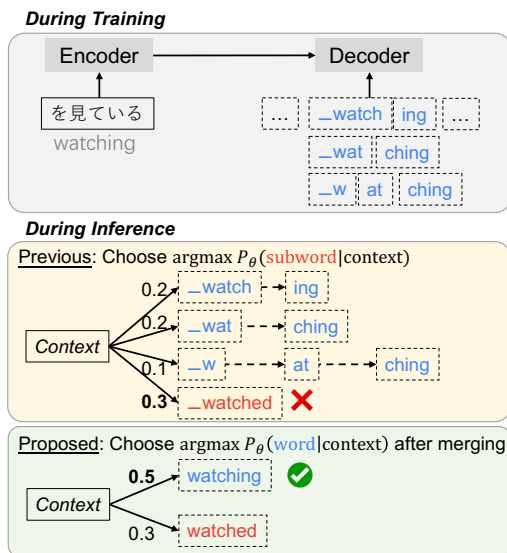 During Training
Encoder
Decoder
を見ている
watching
... _watch ing ...
_wat ching
_w at ching
During Inference
Previous: Choose argmax Pθ(subword|context)
0.2 _watch ing
0.2 _wat ching
Context
0.1 _w at ching
0.3 _watched
Proposed: Choose argmax Pθ(word|context) after merging
0.5 watching
Context
0.3 watched